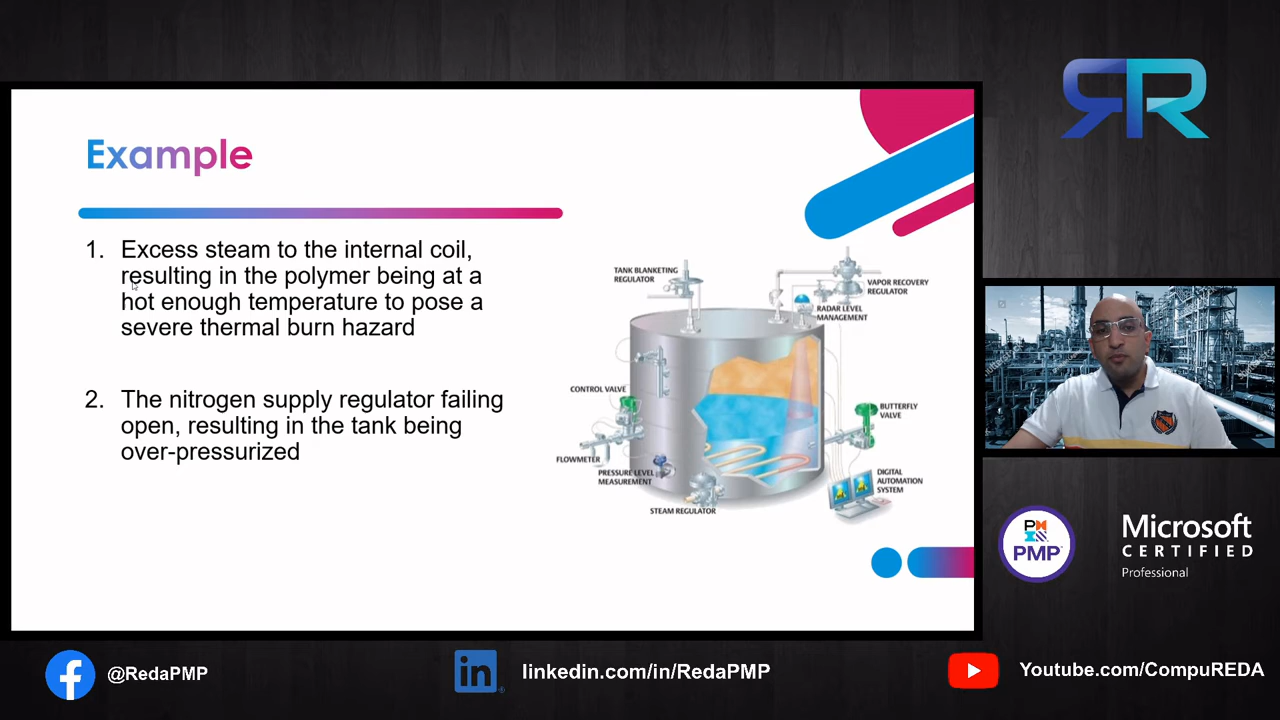 Example
1. Excess steam to the internal coil,
resulting in the polymer being at a
hot enough temperature to pose a
severe thermal burn hazard
2. The nitrogen supply regulator failing
open, resulting in the tank being
over-pressurized
TANK BLANKETING
REGULATOR
VAPOR RECOVERY
REGULATOR
RADAR LEVEL
MANAGEMENT
CONTROL VALVE
BUTTERFLY
VALVE
FLOWMETER
PRESSURE LEVEL
MEASUREMENT
DIGITAL
AUTOMATION
SYSTEM
STEAM REGULATOR
RR
PMP
Microsoft
CERTIFIED
Professional
@RedaPMP
linkedin.com/in/RedaPMP
Youtube.com/CompuREDA